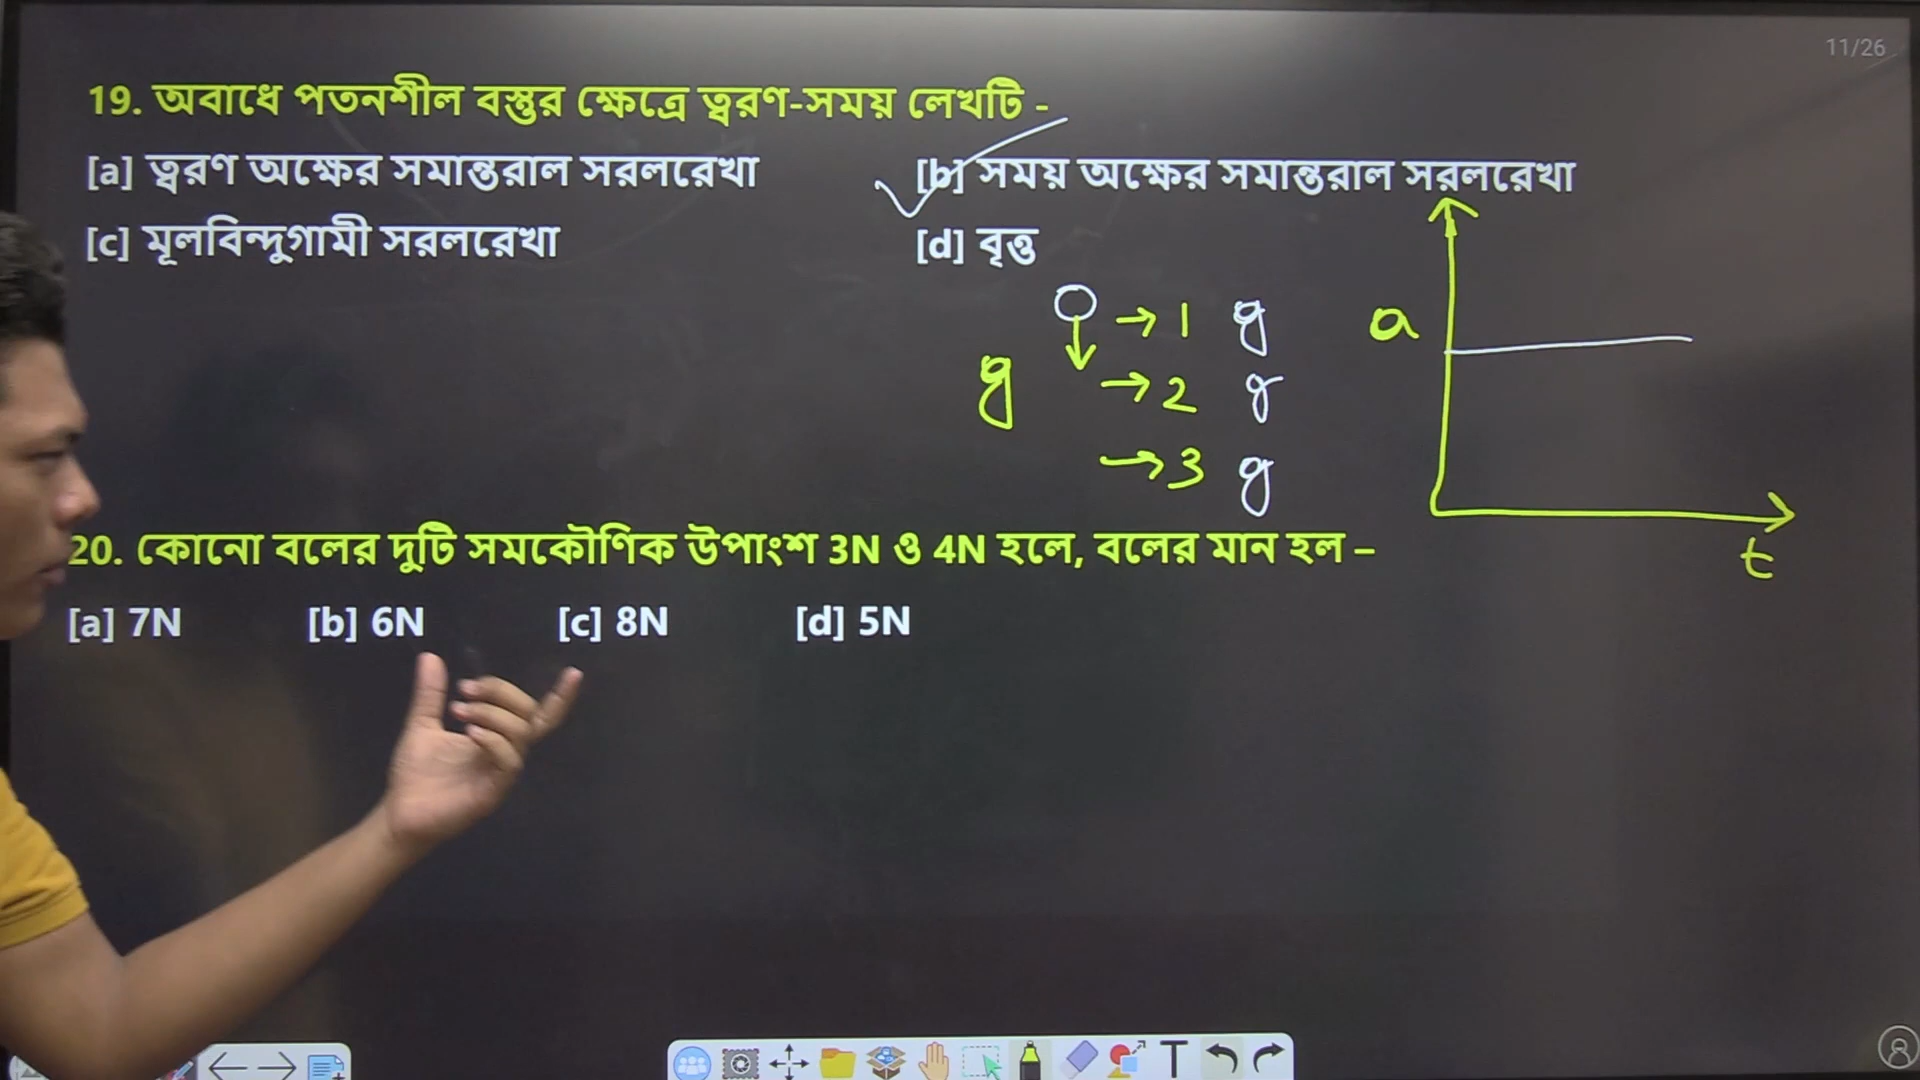 11/26
19. অবাধে পতনশীল বস্তুর ক্ষেত্রে ত্বরণ-সময় লেখটি -
[a] ত্বরণ অক্ষের সমান্তরাল সরলরেখা [b] সময় অক্ষের সমান্তরাল সরলরেখা
[c] মূলবিন্দুগামী সরলরেখা [d] বৃত্ত
→ 1 g
g → 2 g
→ 3 g
a
t
20. কোনো বলের দুটি সমকৌণিক উপাংশ 3N ও 4N হলে, বলের মান হল –
[a] 7N [b] 6N [c] 8N [d] 5N
T